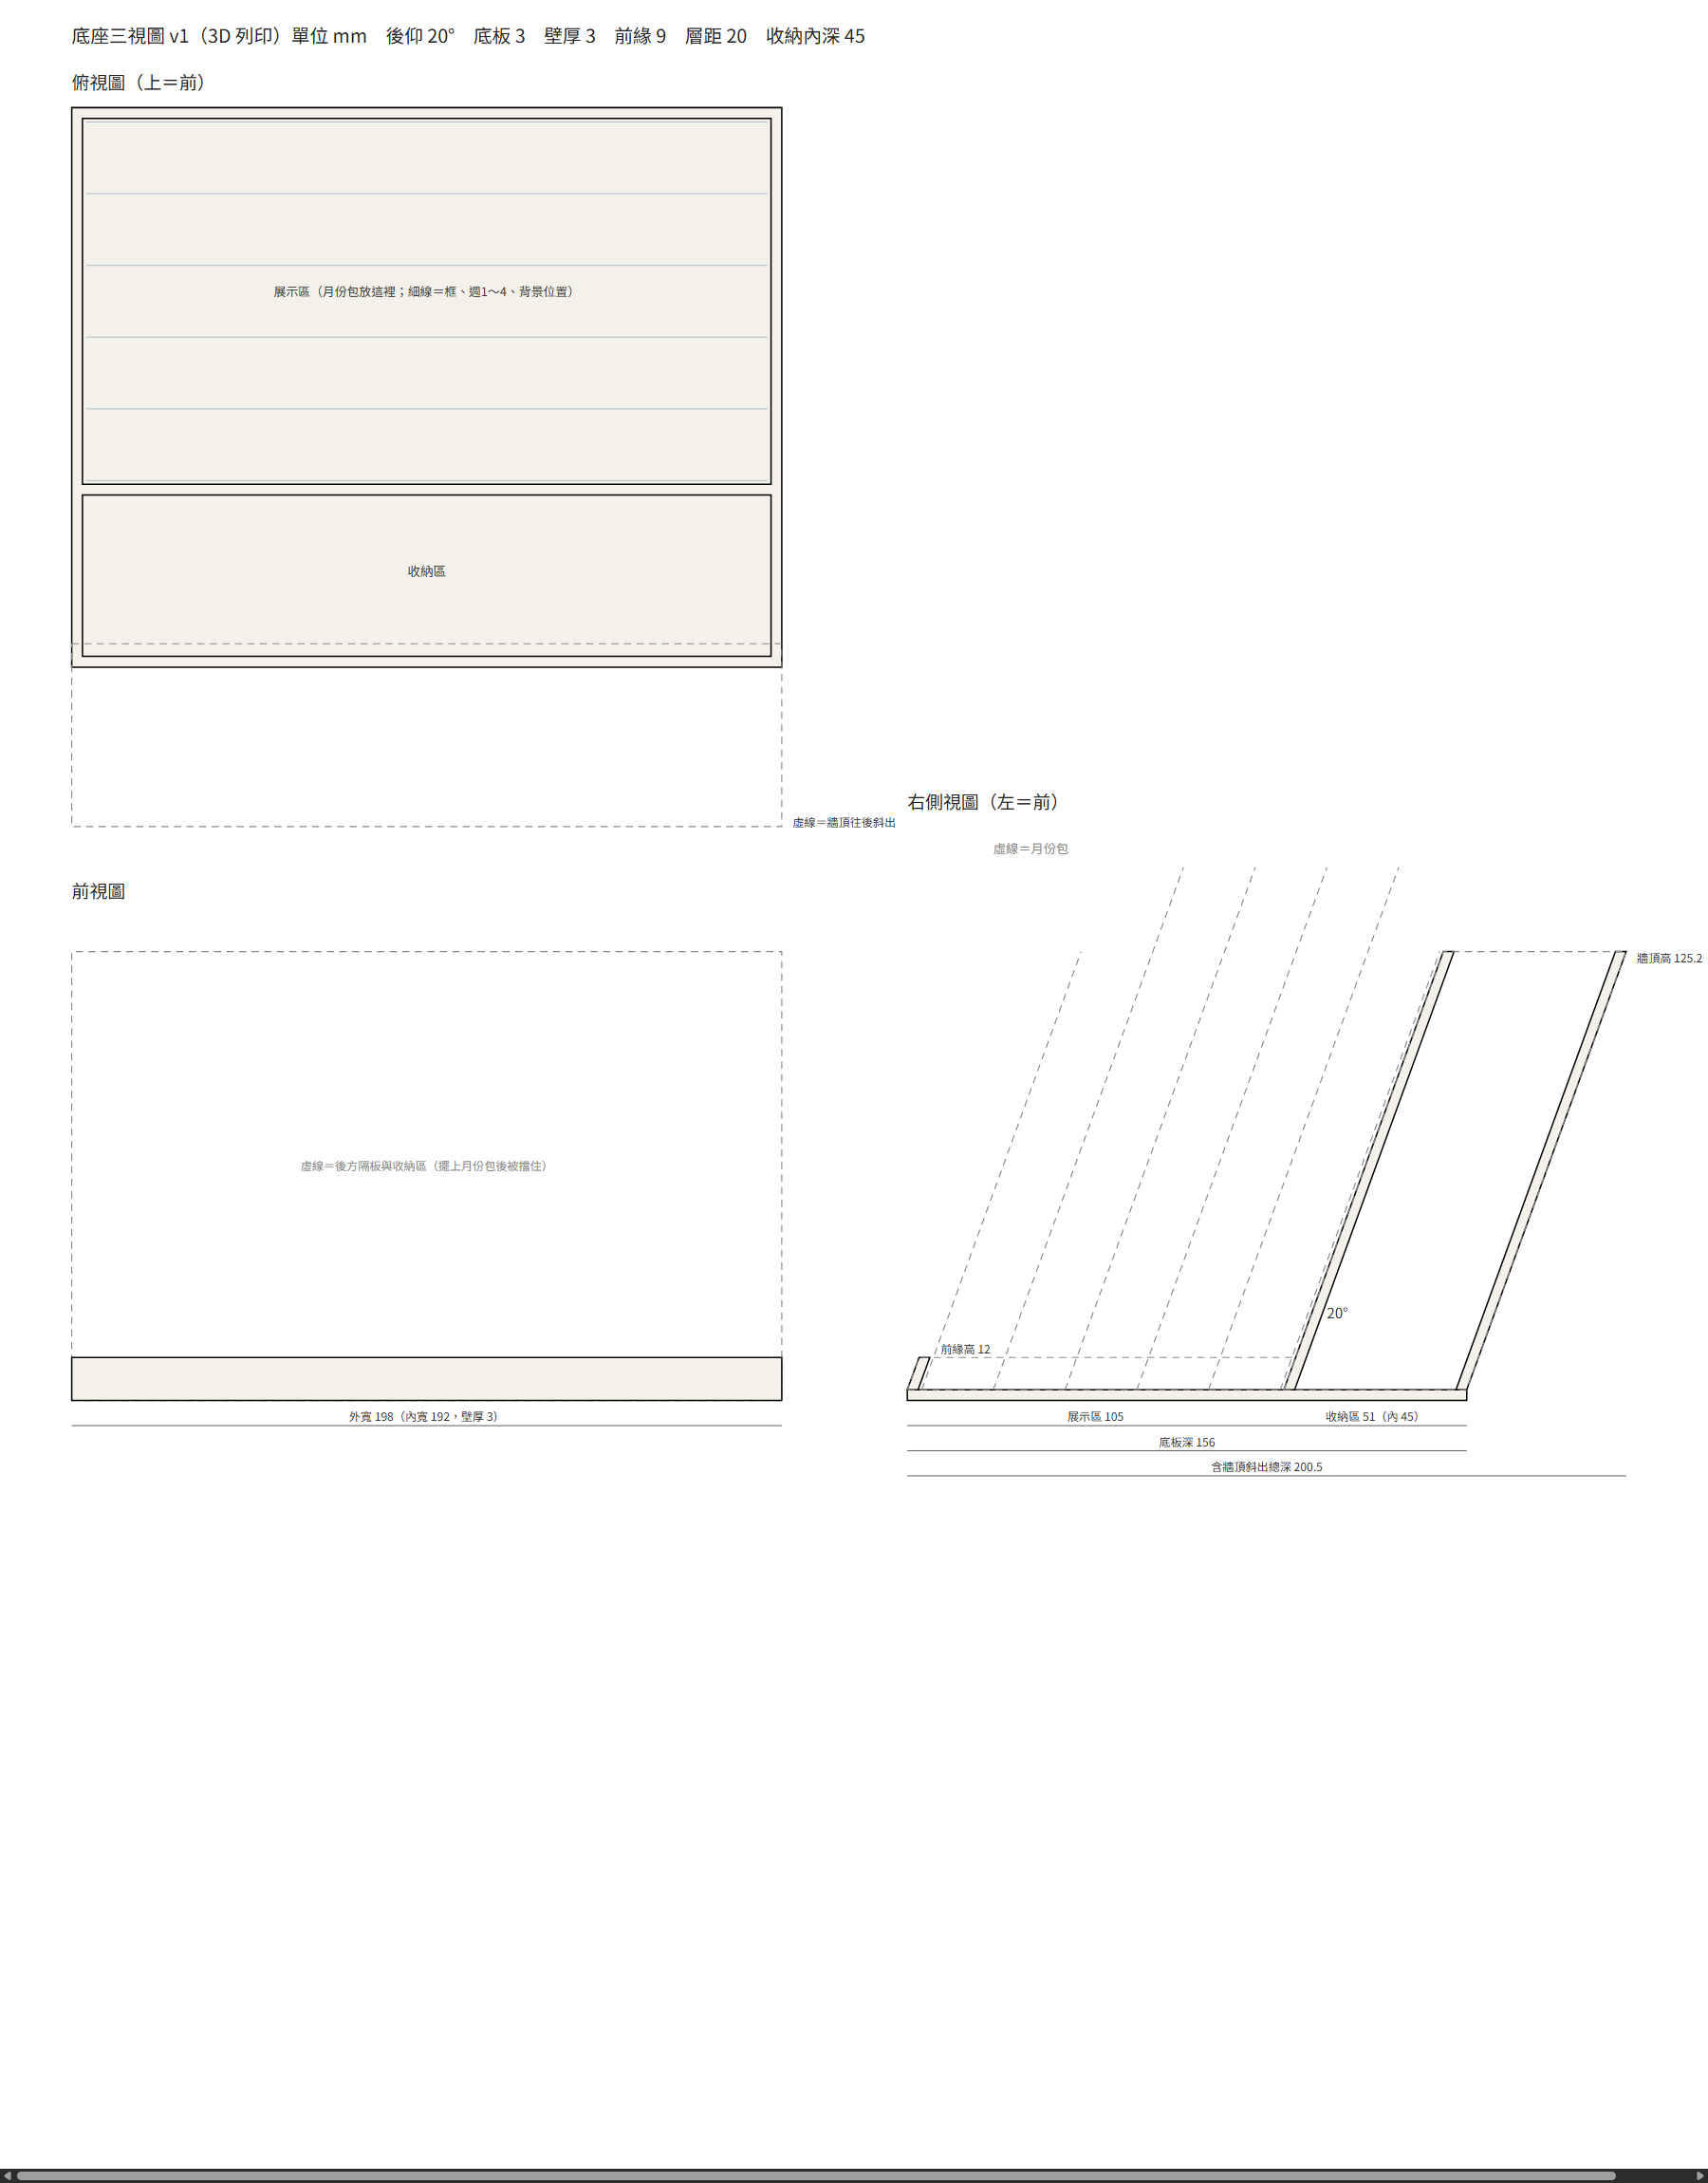 底座三視圖 v1（3D 列印）單位 mm　後仰 20°　底板 3　壁厚 3　前緣 9　層距 20　收納內深 45
俯視圖（上＝前）
展示區（月份包放這裡；細線＝框、週1～4、背景位置）
收納區
虛線＝牆頂往後斜出
右側視圖（左＝前）
虛線＝月份包
前視圖
牆頂高 125.2
虛線＝後方隔板與收納區（擺上月份包後被擋住）
20°
前緣高 12
外寬 198（內寬 192，壁厚 3）
展示區 105
收納區 51（內 45）
底板深 156
含牆頂斜出總深 200.5